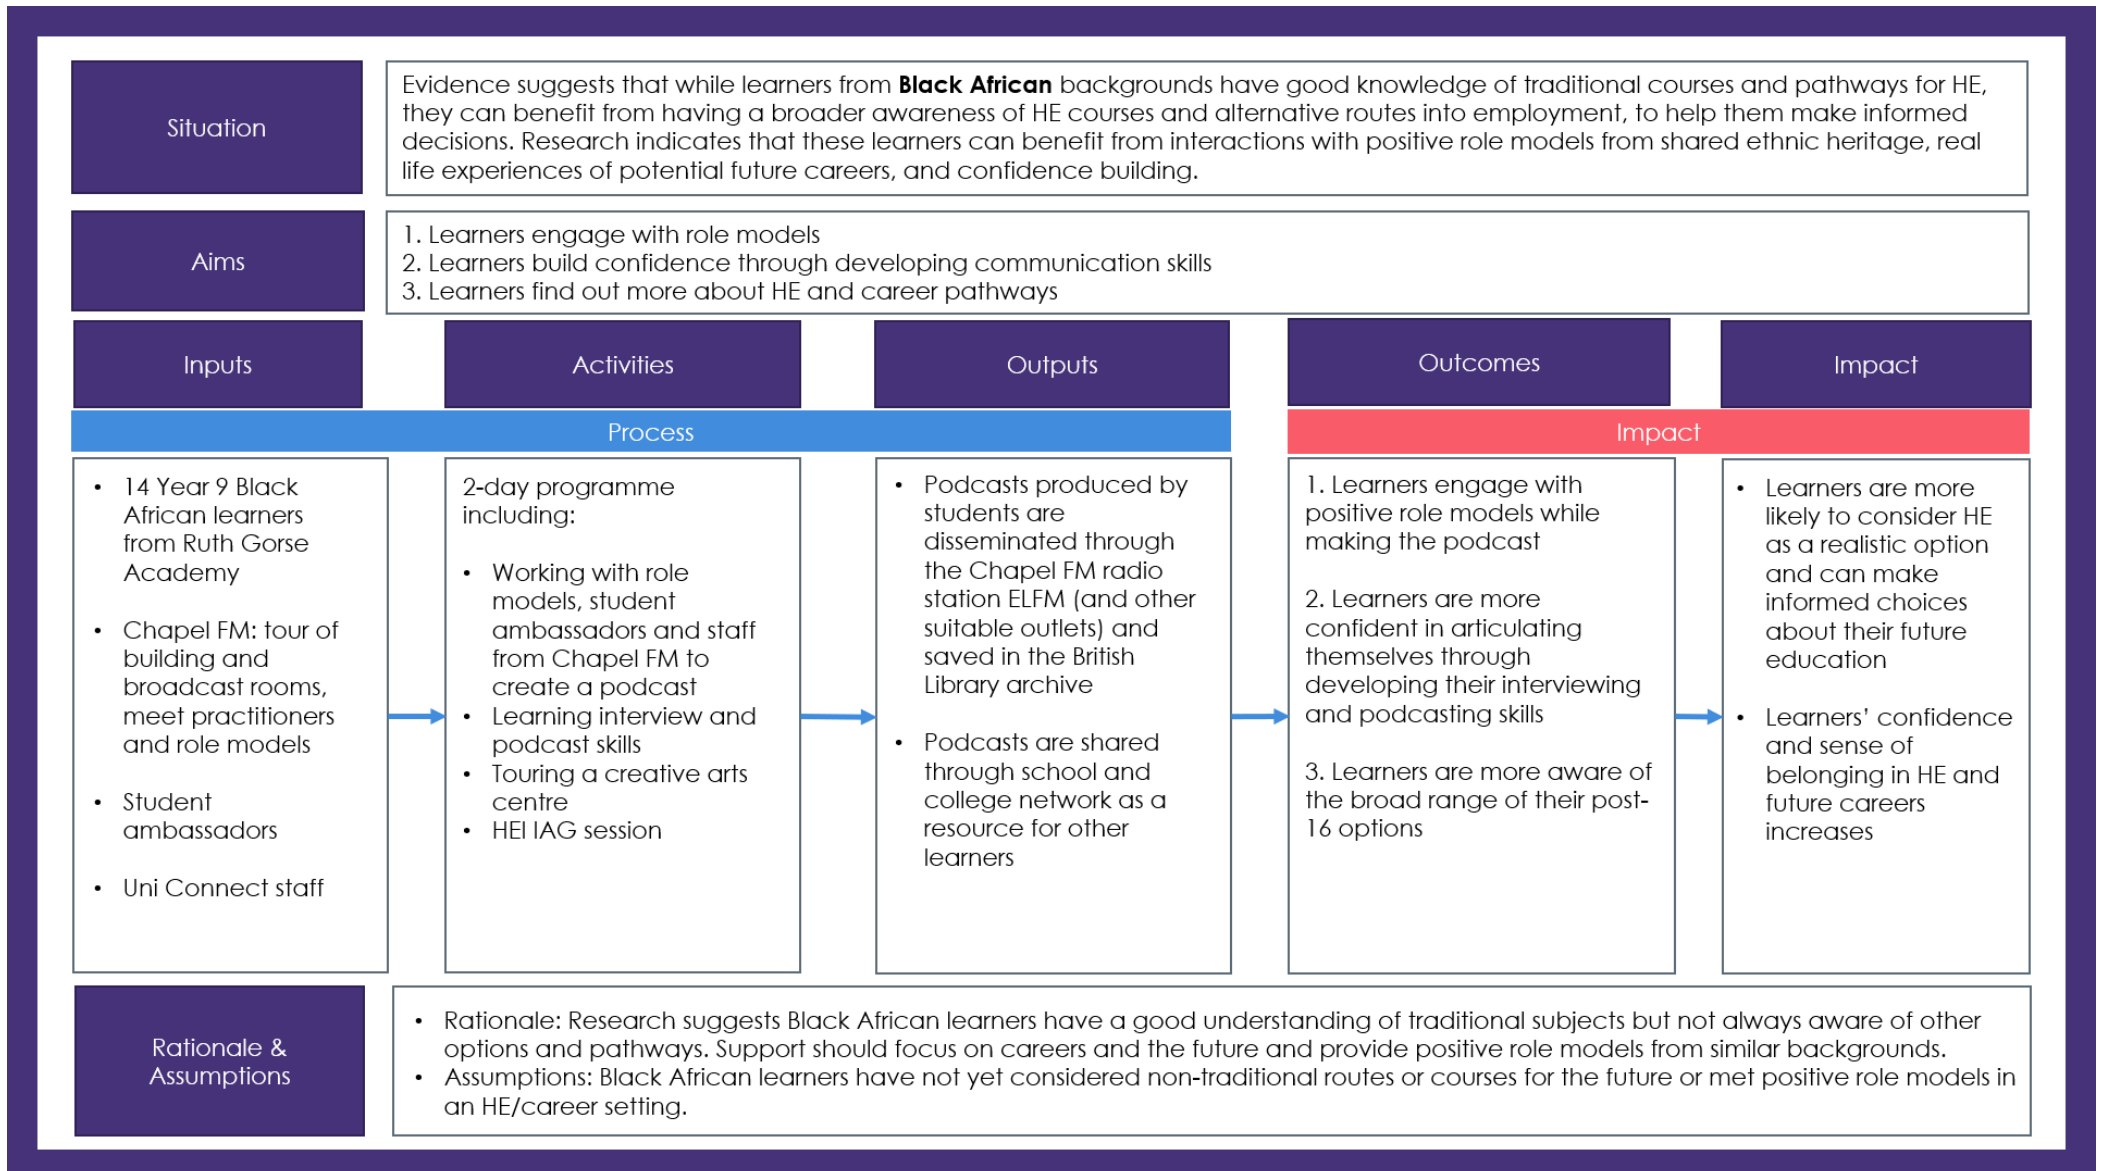 Situation
Evidence suggests that while learners from Black African backgrounds have good knowledge of traditional courses and pathways for HE,
they can benefit from having a broader awareness of HE courses and alternative routes into employment, to help them make informed
decisions. Research indicates that these learners can benefit from interactions with positive role models from shared ethnic heritage, real
life experiences of potential future careers, and confidence building.
Aims
1. Learners engage with role models
2. Learners build confidence through developing communication skills
3. Learners find out more about HE and career pathways
Inputs
Activities
Outputs
Outcomes
Impact
Process
Impact
• 14 Year 9 Black
African learners
from Ruth Gorse
Academy
• Chapel FM: tour of
building and
broadcast rooms,
meet practitioners
and role models
• Student
ambassadors
• Uni Connect staff
2-day programme
including:
• Working with role
models, student
ambassadors and staff
from Chapel FM to
create a podcast
• Learning interview and
podcast skills
• Touring a creative arts
centre
• HEI IAG session
• Podcasts produced by
students are
disseminated through
the Chapel FM radio
station ELFM (and other
suitable outlets) and
saved in the British
Library archive
• Podcasts are shared
through school and
college network as a
resource for other
learners
1. Learners engage with
positive role models while
making the podcast
2. Learners are more
confident in articulating
themselves through
developing their interviewing
and podcasting skills
3. Learners are more aware of
the broad range of their post-
16 options
• Learners are more
likely to consider HE
as a realistic option
and can make
informed choices
about their future
education
• Learners’ confidence
and sense of
belonging in HE and
future careers
increases
Rationale &
Assumptions
• Rationale: Research suggests Black African learners have a good understanding of traditional subjects but not always aware of other
options and pathways. Support should focus on careers and the future and provide positive role models from similar backgrounds.
• Assumptions: Black African learners have not yet considered non-traditional routes or courses for the future or met positive role models in
an HE/career setting.